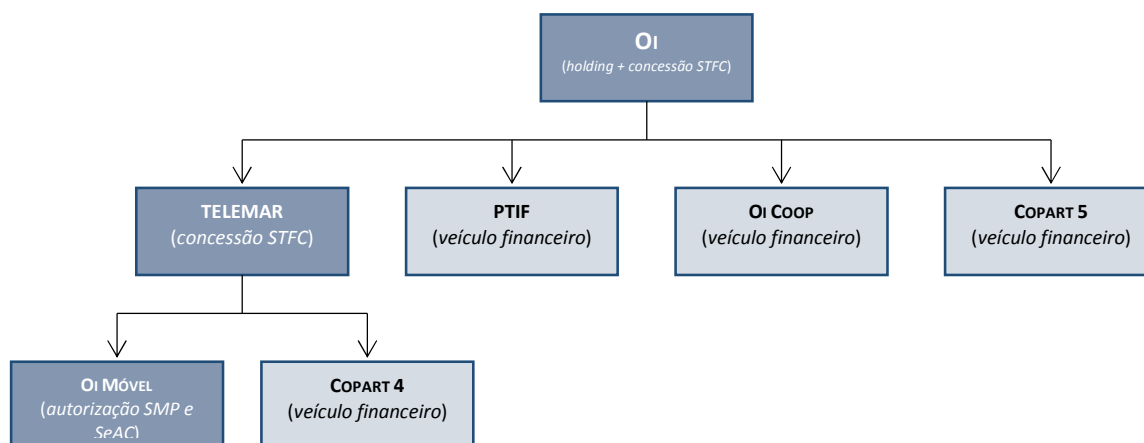 OI
(holding + concessão STFC)
TELEMAR
(concessão STFC)
PTIF
(veículo financeiro)
OI COOP
(veículo financeiro)
COPART 5
(veículo financeiro)
OI MÓVEL
(autorização SMP e
SeAC)
COPART 4
(veículo financeiro)